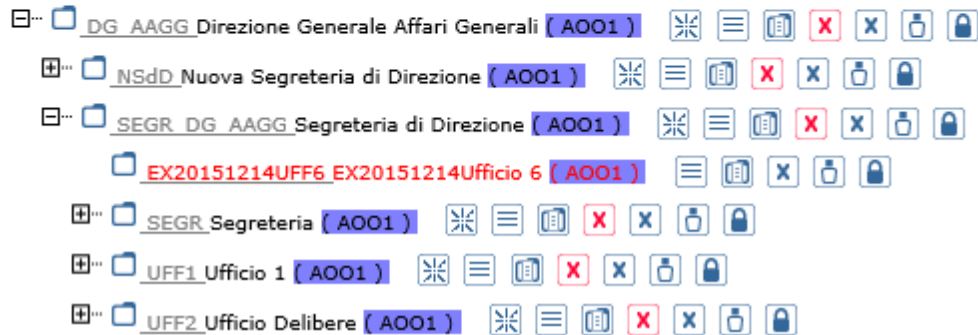 DG_AAGG Direzione Generale Affari Generali ( AOO1 )
NSdD Nuova Segreteria di Direzione ( AOO1 )
SEGR_DG_AAGG Segreteria di Direzione ( AOO1 )
EX20151214UFF6 EX20151214Ufficio 6 ( AOO1 )
SEGR Segreteria ( AOO1 )
UFF1 Ufficio 1 ( AOO1 )
UFF2 Ufficio Delibere ( AOO1 )